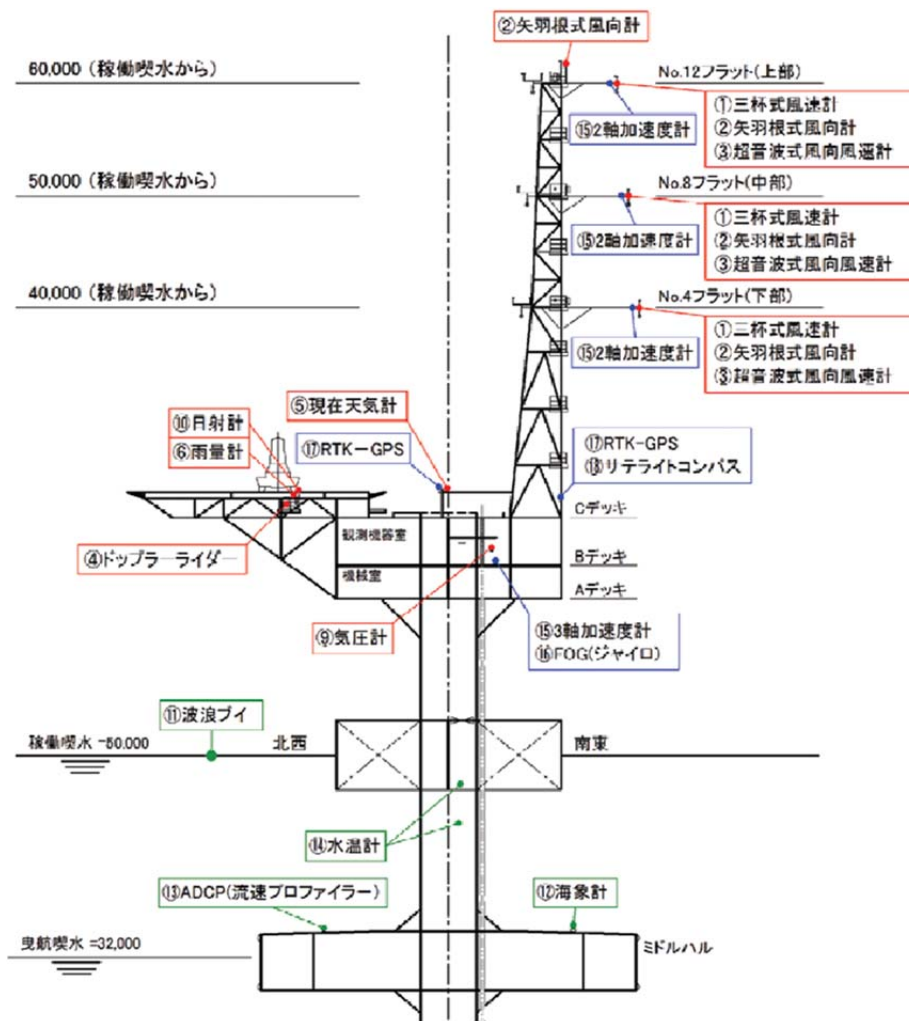 ②矢羽根式風向計
60,000 (稼働喫水から)
No.12フラット(上部)
①三杯式風速計
②矢羽根式風向計
③超音波式風向風速計
⑮2軸加速度計
50,000 (稼働喫水から)
No.8フラット(中部)
①三杯式風速計
②矢羽根式風向計
③超音波式風向風速計
⑮2軸加速度計
40,000 (稼働喫水から)
No.4フラット(下部)
①三杯式風速計
②矢羽根式風向計
③超音波式風向風速計
⑮2軸加速度計
⑤現在天気計
⑩日射計
⑥雨量計
⑰RTK-GPS
⑰RTK-GPS
⑱サテライトコンパス
Cデッキ
観測機器室
④ドップラーライダー
Bデッキ
機械室
Aデッキ
⑨気圧計
⑮3軸加速度計
⑯FOG(ジャイロ)
⑪波浪ブイ
稼働喫水 =50,000
北西
南東
⑭水温計
⑬ADCP(流速プロファイラー)
⑫海象計
曳航喫水 =32,000
ミドルハル